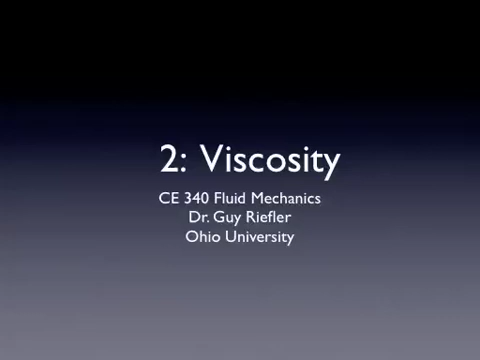 2: Viscosity
CE 340 Fluid Mechanics
Dr. Guy Riefler
Ohio University